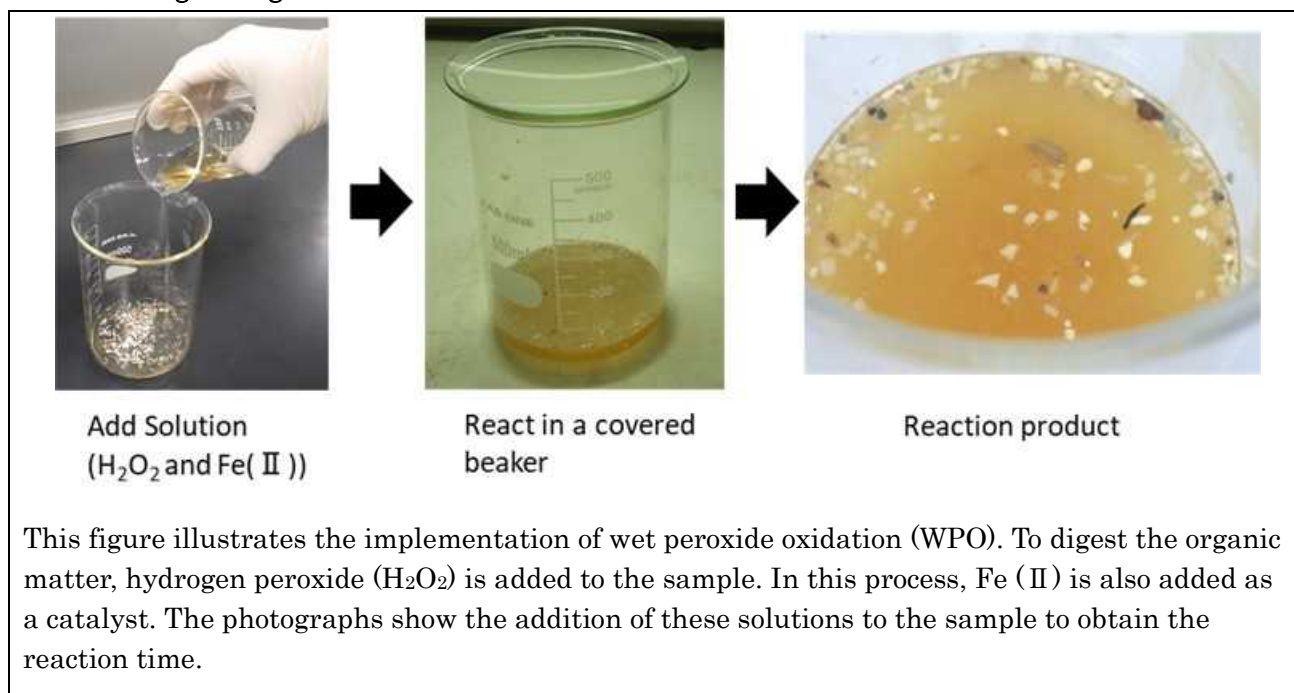 Add Solution
(H₂O₂ and Fe(Ⅱ))
React in a covered
beaker
Reaction product
500
400
This figure illustrates the implementation of wet peroxide oxidation (WPO). To digest the organic
matter, hydrogen peroxide (H₂O₂) is added to the sample. In this process, Fe (Ⅱ) is also added as
a catalyst. The photographs show the addition of these solutions to the sample to obtain the
reaction time.